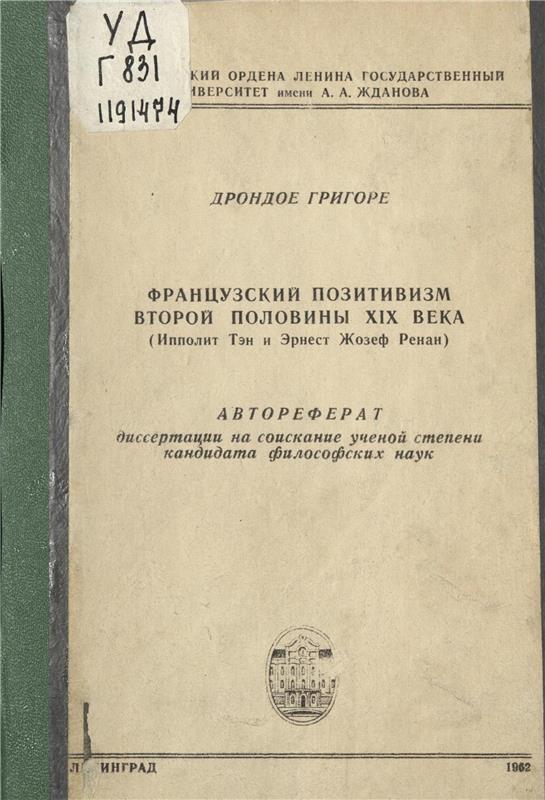 УД
Г 831
1191474
КИЙ ОРДЕНА ЛЕНИНА ГОСУДАРСТВЕННЫЙ
ИВЕРСИТЕТ имени А. А. ЖДАНОВА
ДРОНДОЕ ГРИГОРЕ
ФРАНЦУЗСКИЙ ПОЗИТИВИЗМ
ВТОРОЙ ПОЛОВИНЫ XIX ВЕКА
(Ипполит Тэн и Эрнест Жозеф Ренан)
АВТОРЕФЕРАТ
диссертации на соискание ученой степени
кандидата философских наук
Л ИНГРАД
1962